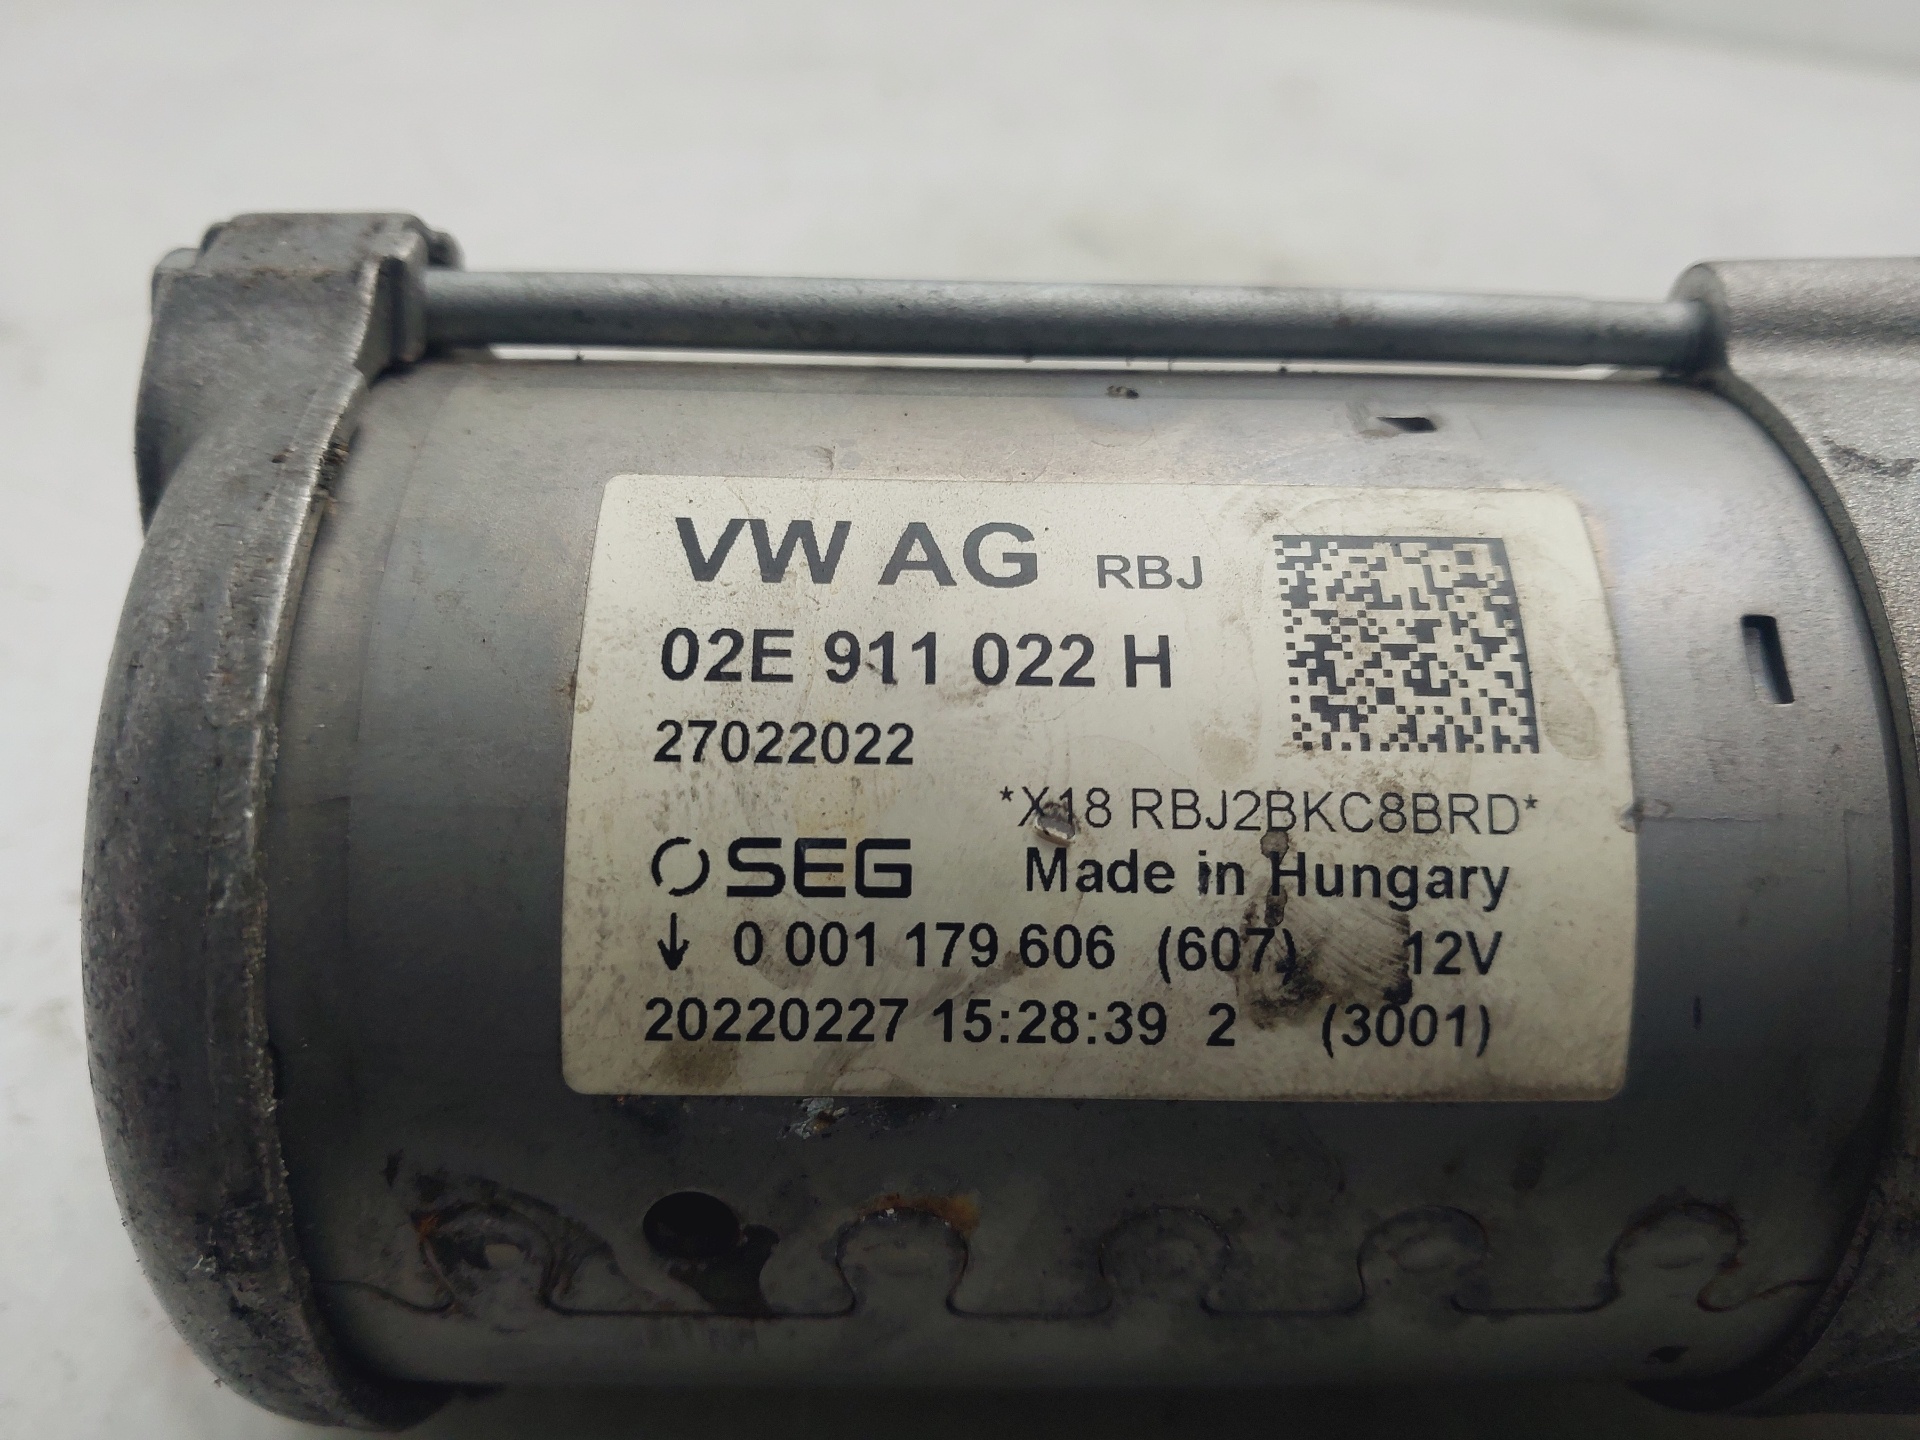 VW AG RBJ
02E 911 022 H
27022022
*X18 RBJ2BKC8BRD*
SEG Made in Hungary
↓ 0 001 179 606 (607) 12V
20220227 15:28:39 2 (3001)